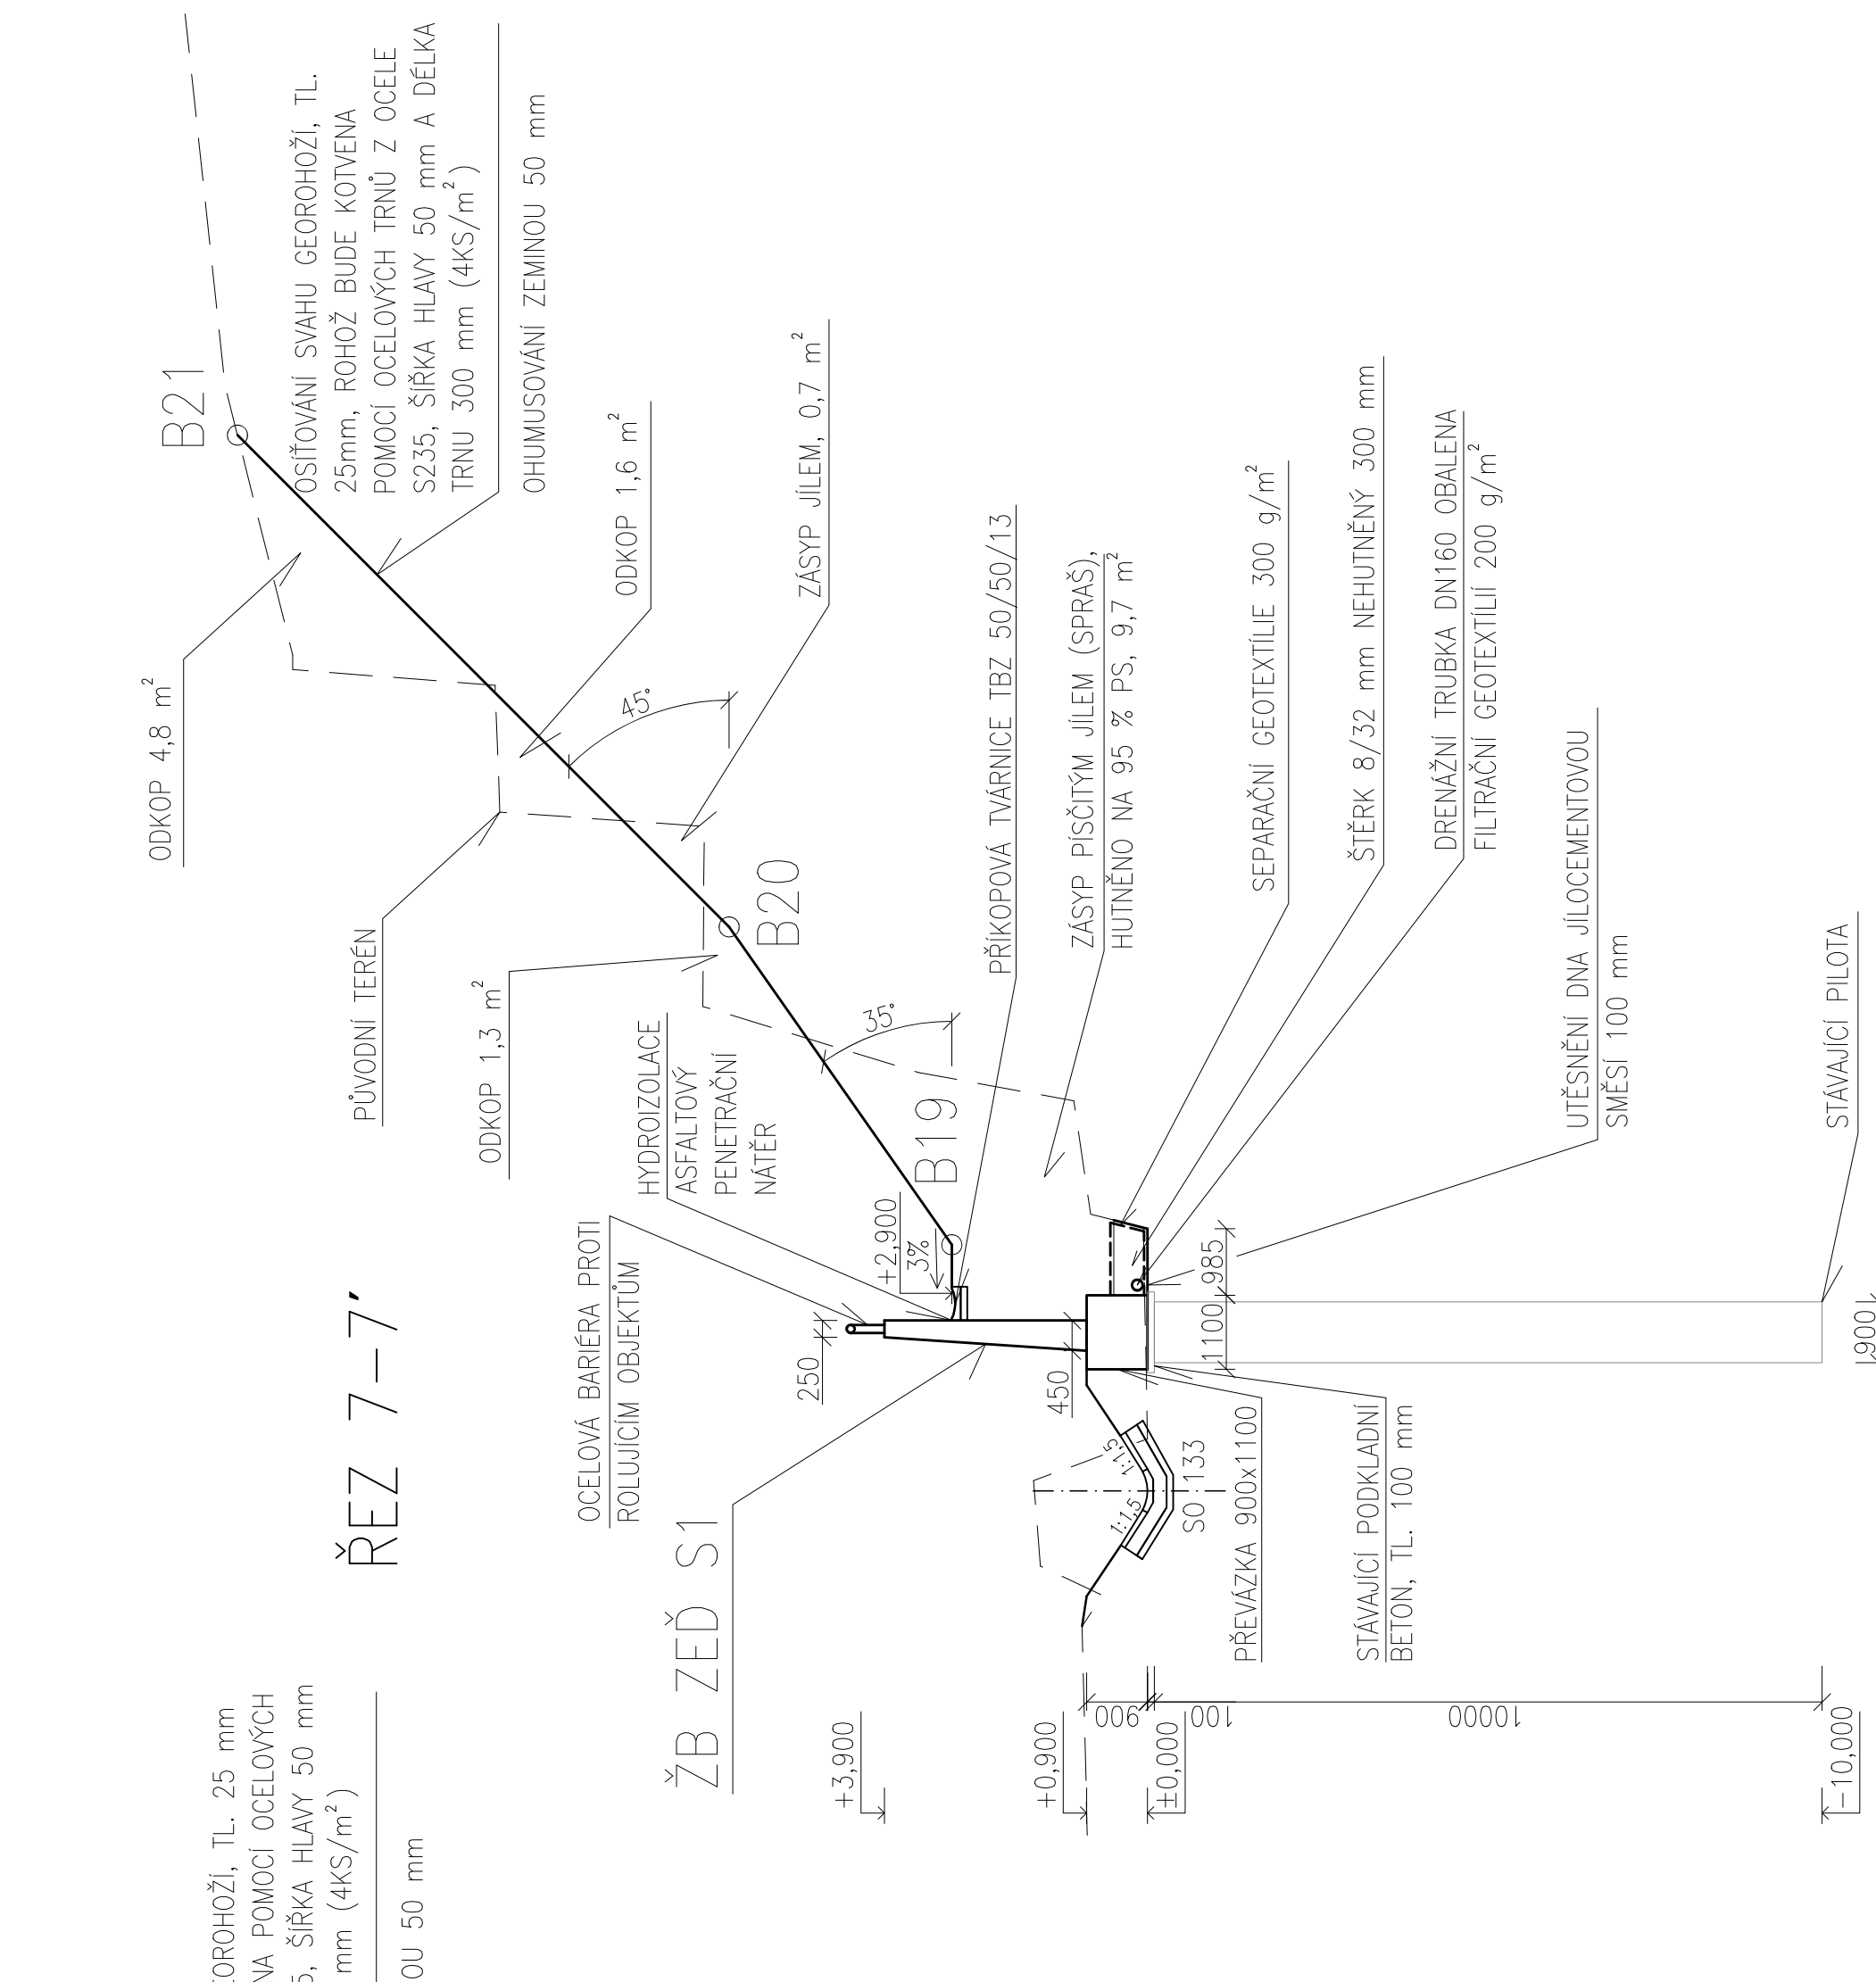 ŘEZ 7-7'
ODKOP 4,8 m²
B21
OSÍŤOVÁNÍ SVAHU GEOROHOŽÍ, TL.
25mm, ROHOŽ BUDE KOTVENA
POMOCÍ OCELOVÝCH TRNŮ Z OCELE
S235, ŠÍŘKA HLAVY 50 mm A DÉLKA
TRNU 300 mm (4KS/m²)
OHUMUSOVÁNÍ ZEMINOU 50 mm
PŮVODNÍ TERÉN
ODKOP 1,6 m²
45°
ODKOP 1,3 m²
ZÁSYP JÍLEM, 0,7 m²
B20
HYDROIZOLACE
ASFALTOVÝ
PENETRAČNÍ
NÁTĚR
35°
OCELOVÁ BARIÉRA PROTI
ROLUJÍCÍM OBJEKTŮM
B19
+2,900
3%
PŘÍKOPOVÁ TVÁRNICE TBZ 50/50/13
250
ZÁSYP PÍSČITÝM JÍLEM (SPRAŠ),
HUTNĚNO NA 95 % PS, 9,7 m²
ŽB ZEĎ S1
450
SEPARAČNÍ GEOTEXTÍLIE 300 g/m²
ŠTĚRK 8/32 mm NEHUTNĚNÝ 300 mm
DRENÁŽNÍ TRUBKA DN160 OBALENA
FILTRAČNÍ GEOTEXTÍLIÍ 200 g/m²
1:1,5
1:1,5
SO 133
1100
985
UTĚSNĚNÍ DNA JÍLOCEMENTOVOU
SMĚSÍ 100 mm
PŘEVÁZKA 900x1100
STÁVAJÍCÍ PODKLADNÍ
BETON, TL. 100 mm
STÁVAJÍCÍ PILOTA
900
+3,900
+0,900
±0,000
-10,000
900
100
10000
OROHOŽÍ, TL. 25 mm
NA POMOCÍ OCELOVÝCH
, ŠÍŘKA HLAVY 50 mm
mm (4KS/m²)
OU 50 mm